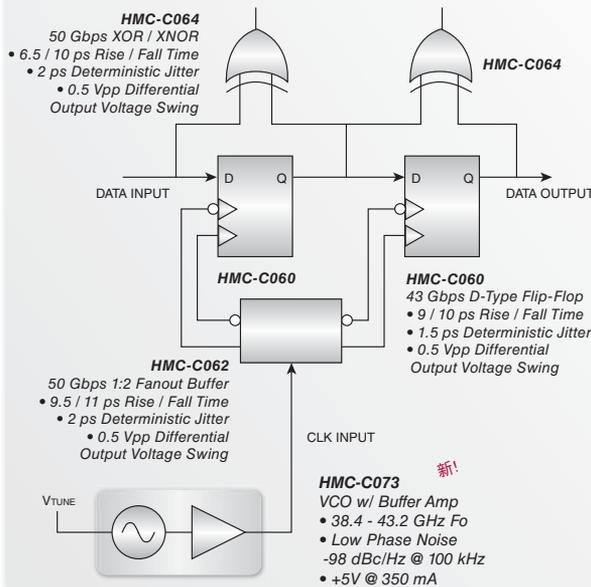 HMC-C064
50 Gbps XOR / XNOR
• 6.5 / 10 ps Rise / Fall Time
• 2 ps Deterministic Jitter
• 0.5 Vpp Differential
Output Voltage Swing
HMC-C064
D Q
D Q
DATA INPUT
DATA OUTPUT
HMC-C060
HMC-C060
43 Gbps D-Type Flip-Flop
• 9 / 10 ps Rise / Fall Time
• 1.5 ps Deterministic Jitter
• 0.5 Vpp Differential
Output Voltage Swing
HMC-C062
50 Gbps 1:2 Fanout Buffer
• 9.5 / 11 ps Rise / Fall Time
• 2 ps Deterministic Jitter
• 0.5 Vpp Differential
Output Voltage Swing
CLK INPUT
新!
HMC-C073
VCO w/ Buffer Amp
• 38.4 - 43.2 GHz Fo
• Low Phase Noise
-98 dBc/Hz @ 100 kHz
• +5V @ 350 mA
VTUNE